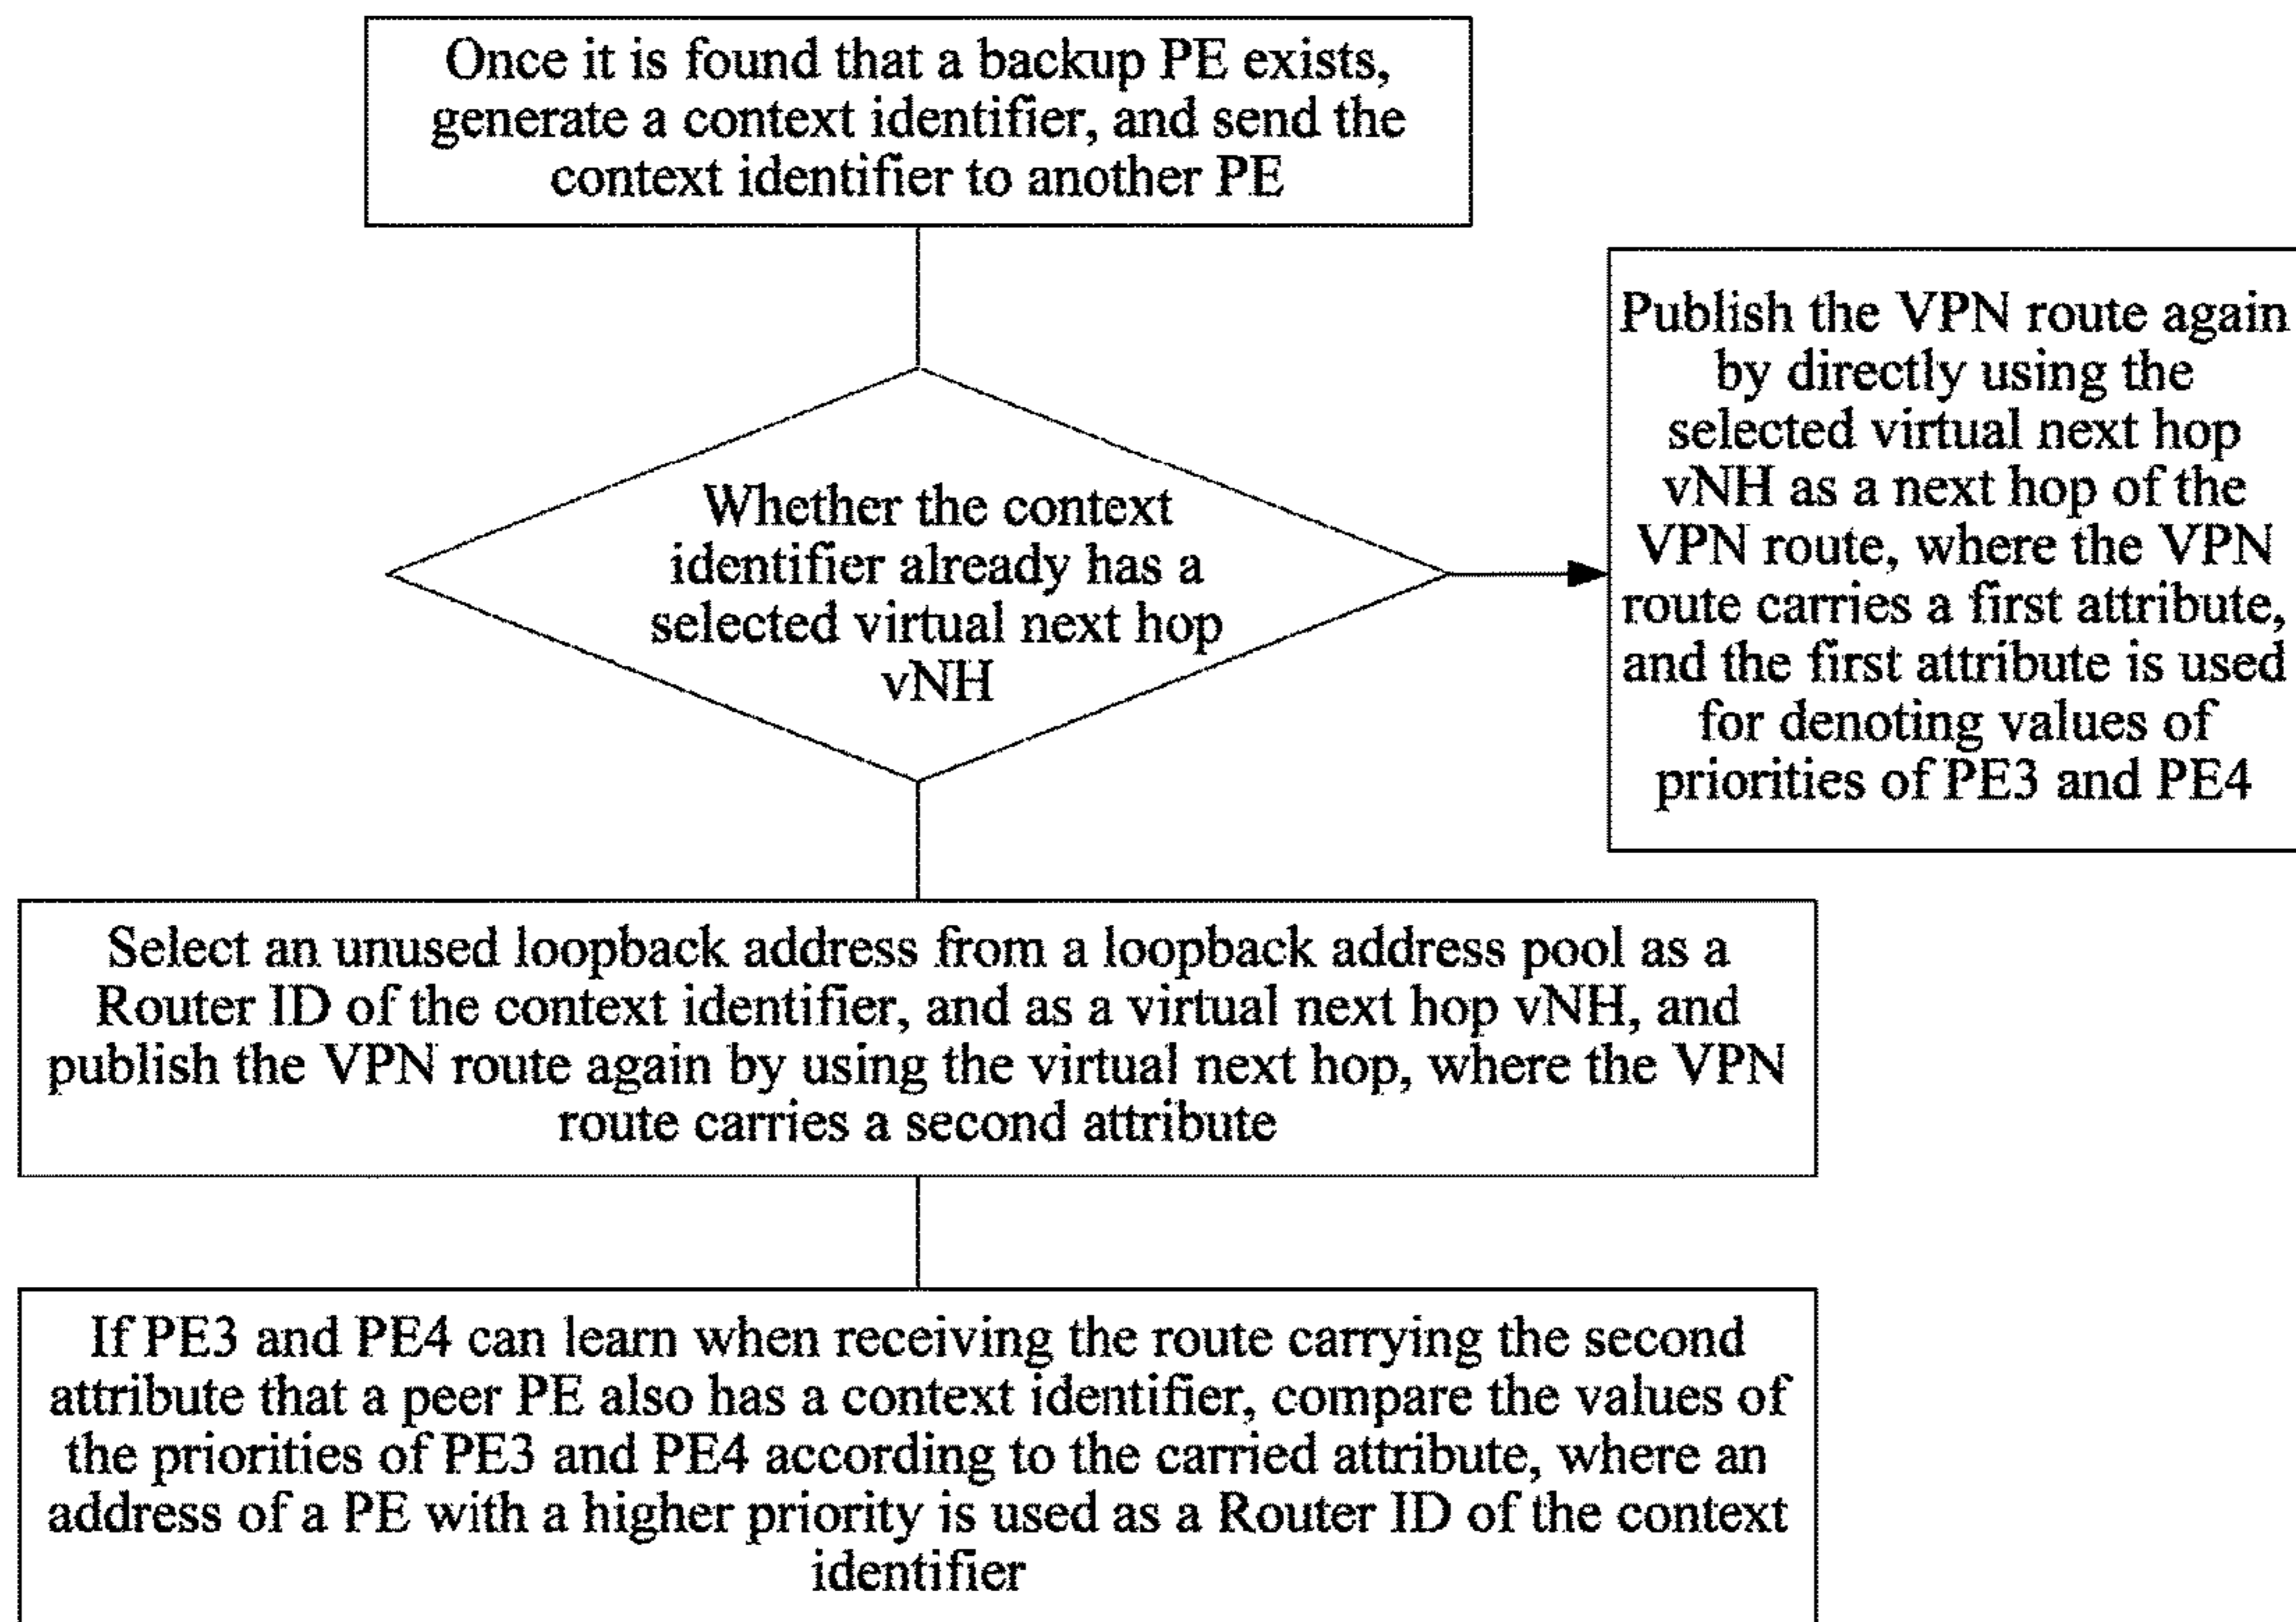 Once it is found that a backup PE exists,
generate a context identifier, and send the
context identifier to another PE
Whether the context
identifier already has a
selected virtual next hop
vNH
Publish the VPN route again
by directly using the
selected virtual next hop
vNH as a next hop of the
VPN route, where the VPN
route carries a first attribute,
and the first attribute is used
for denoting values of
priorities of PE3 and PE4
Select an unused loopback address from a loopback address pool as a
Router ID of the context identifier, and as a virtual next hop vNH, and
publish the VPN route again by using the virtual next hop, where the VPN
route carries a second attribute
If PE3 and PE4 can learn when receiving the route carrying the second
attribute that a peer PE also has a context identifier, compare the values of
the priorities of PE3 and PE4 according to the carried attribute, where an
address of a PE with a higher priority is used as a Router ID of the context
identifier